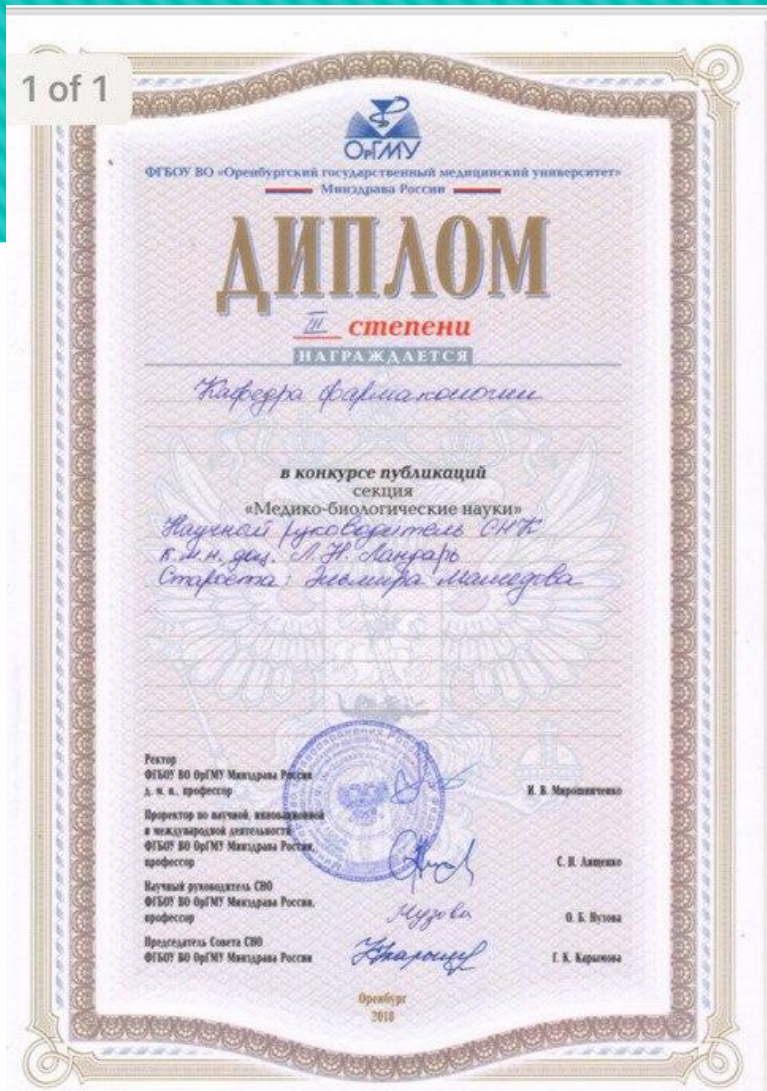 1 of 1
ОрГМУ
ФГБОУ ВО «Оренбургский государственный медицинский университет»
Минздрава России
ДИПЛОМ
III степени
НАГРАЖДАЕТСЯ
Кафедра фармакологии
в конкурсе публикаций
секция
«Медико-биологические науки»
Научный руководитель СНК
к.м.н. доц. Л.Н. Ландарь
Староста: Эльмира Мамедова
Ректор
ФГБОУ ВО ОрГМУ Минздрава России
д. м. н., профессор
И. В. Мирошниченко
Проректор по научной, инновационной
и международной деятельности
ФГБОУ ВО ОрГМУ Минздрава России,
профессор
С. Н. Лященко
Научный руководитель СНО
ФГБОУ ВО ОрГМУ Минздрава России,
профессор
О. Б. Нузова
Председатель Совета СНО
ФГБОУ ВО ОрГМУ Минздрава России
Г. К. Карымова
Оренбург
2018